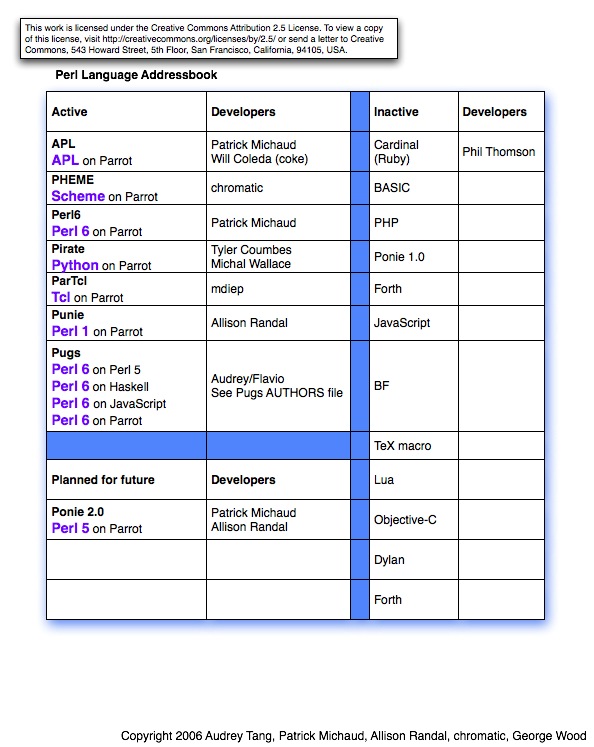 This work is licensed under the Creative Commons Attribution 2.5 License. To view a copy
of this license, visit http://creativecommons.org/licenses/by/2.5/ or send a letter to Creative
Commons, 543 Howard Street, 5th Floor, San Francisco, California, 94105, USA.
Perl Language Addressbook
Active
Developers
Inactive
Developers
APL
APL on Parrot
Patrick Michaud
Will Coleda (coke)
Cardinal
(Ruby)
Phil Thomson
PHEME
Scheme on Parrot
chromatic
BASIC
Perl6
Perl 6 on Parrot
Patrick Michaud
PHP
Pirate
Python on Parrot
Tyler Coumbes
Michal Wallace
Ponie 1.0
ParTcl
Tcl on Parrot
mdiep
Forth
Punie
Perl 1 on Parrot
Allison Randal
JavaScript
Pugs
Perl 6 on Perl 5
Perl 6 on Haskell
Perl 6 on JavaScript
Perl 6 on Parrot
Audrey/Flavio
See Pugs AUTHORS file
BF
TeX macro
Planned for future
Developers
Lua
Ponie 2.0
Perl 5 on Parrot
Patrick Michaud
Allison Randal
Objective-C
Dylan
Forth
Copyright 2006 Audrey Tang, Patrick Michaud, Allison Randal, chromatic, George Wood